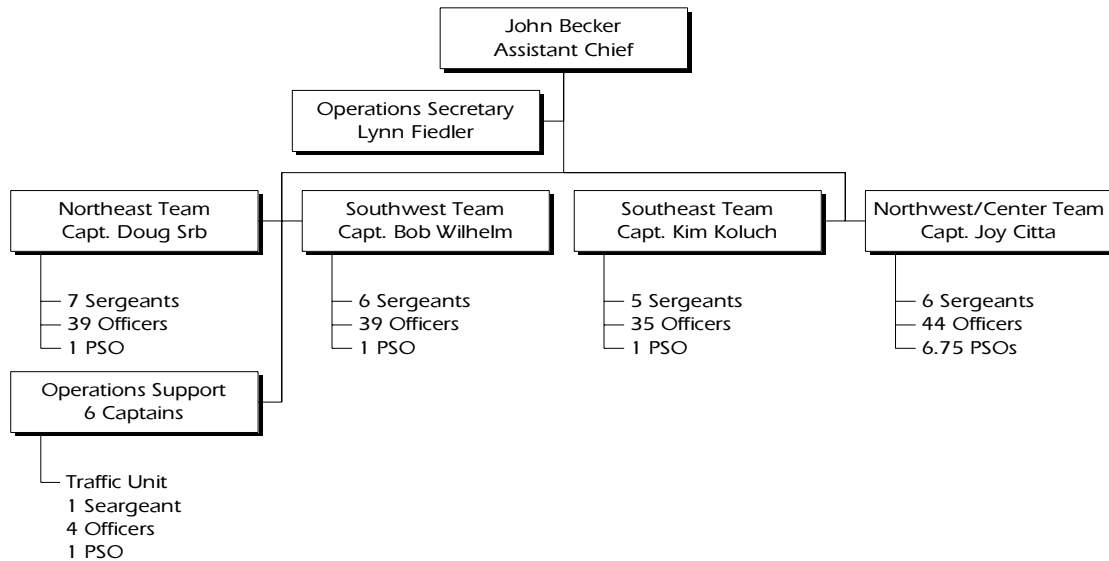 John Becker
Assistant Chief
Operations Secretary
Lynn Fiedler
Northeast Team
Capt. Doug Srb
7 Sergeants
39 Officers
1 PSO
Southwest Team
Capt. Bob Wilhelm
6 Sergeants
39 Officers
1 PSO
Southeast Team
Capt. Kim Koluch
5 Sergeants
35 Officers
1 PSO
Northwest/Center Team
Capt. Joy Citta
6 Sergeants
44 Officers
6.75 PSOs
Operations Support
6 Captains
Traffic Unit
1 Seargeant
4 Officers
1 PSO